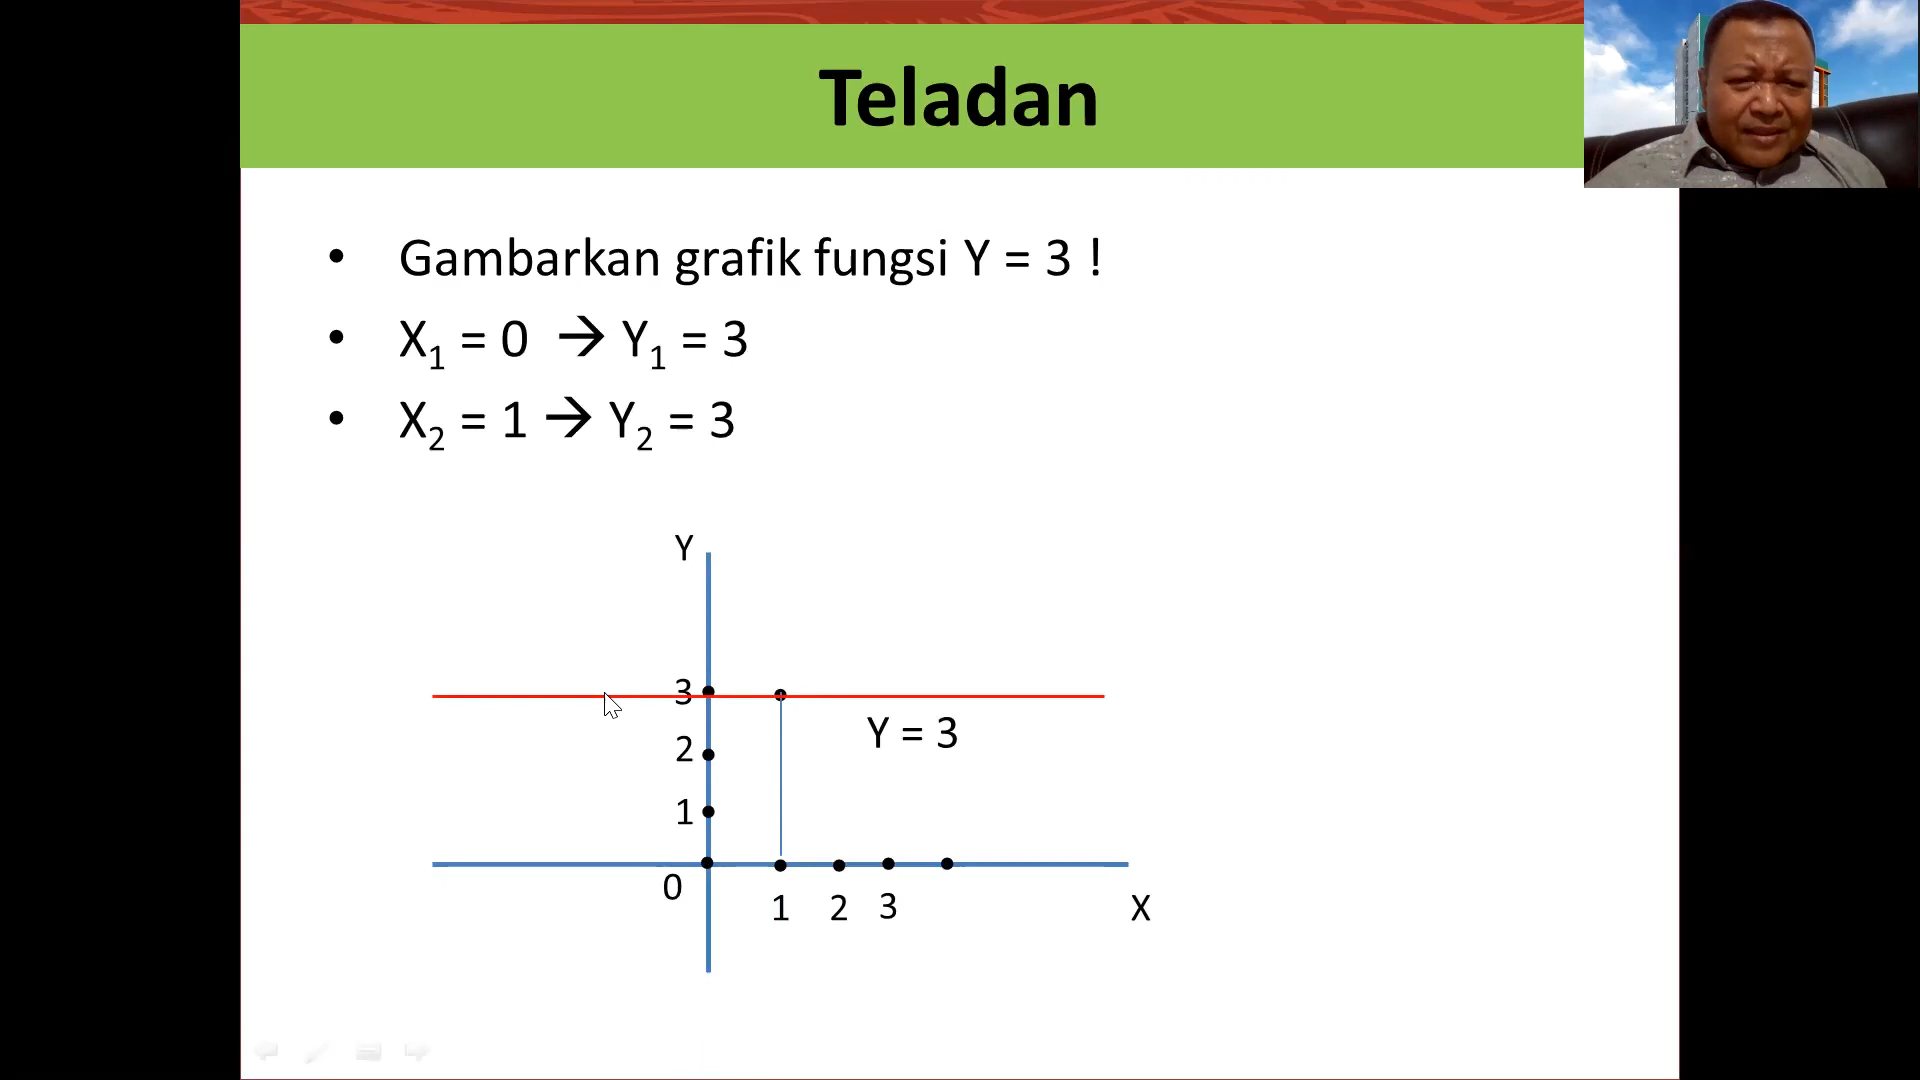 Teladan
• Gambarkan grafik fungsi Y = 3 !
• X₁ = 0 → Y₁ = 3
• X₂ = 1 → Y₂ = 3
Y
3
Y = 3
2
1
0
1 2 3
X